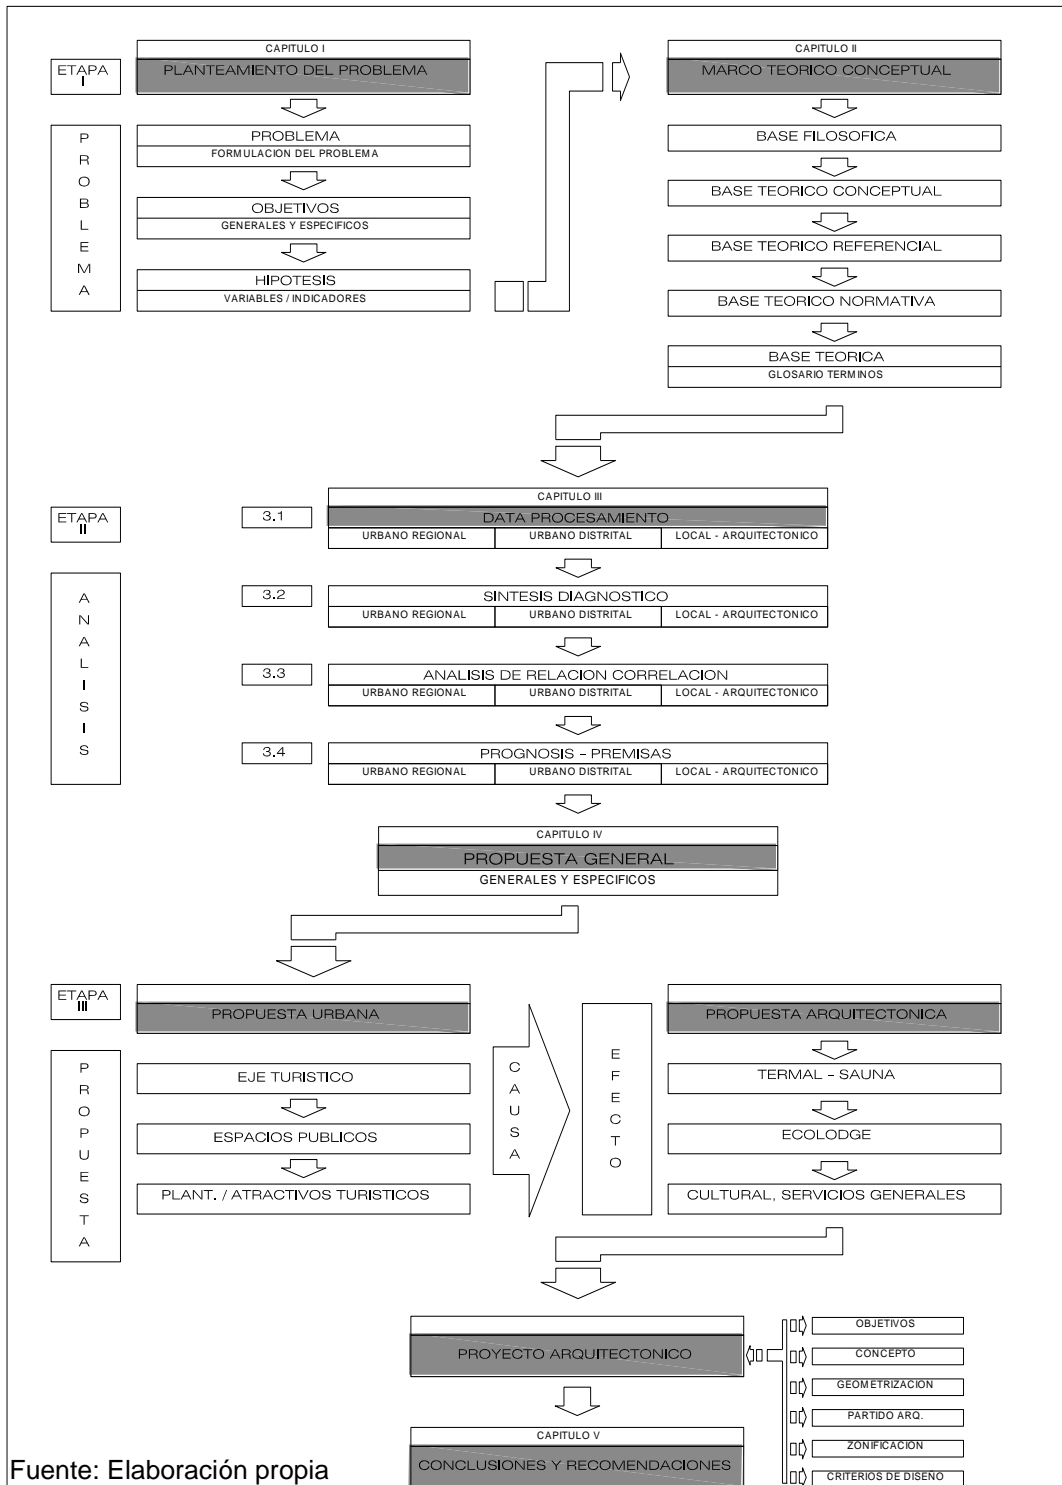 CAPITULO I
ETAPA
I
PLANTEAMIENTO DEL PROBLEMA
PROBLEMA
PROBLEMA
FORMULACION DEL PROBLEMA
OBJETIVOS
GENERALES Y ESPECIFICOS
HIPOTESIS
VARIABLES / INDICADORES
CAPITULO II
MARCO TEORICO CONCEPTUAL
BASE FILOSOFICA
BASE TEORICO CONCEPTUAL
BASE TEORICO REFERENCIAL
BASE TEORICO NORMATIVA
BASE TEORICA
GLOSARIO TERMINOS
ETAPA
II
ANALISIS
CAPITULO III
3.1
DATA PROCESAMIENTO
URBANO REGIONAL URBANO DISTRITAL LOCAL - ARQUITECTONICO
3.2
SINTESIS DIAGNOSTICO
URBANO REGIONAL URBANO DISTRITAL LOCAL - ARQUITECTONICO
3.3
ANALISIS DE RELACION CORRELACION
URBANO REGIONAL URBANO DISTRITAL LOCAL - ARQUITECTONICO
3.4
PROGNOSIS - PREMISAS
URBANO REGIONAL URBANO DISTRITAL LOCAL - ARQUITECTONICO
CAPITULO IV
PROPUESTA GENERAL
GENERALES Y ESPECIFICOS
ETAPA
III
PROPUESTA
PROPUESTA URBANA
EJE TURISTICO
ESPACIOS PUBLICOS
PLANT. / ATRACTIVOS TURISTICOS
CAUSA
EFECTO
PROPUESTA ARQUITECTONICA
TERMAL - SAUNA
ECOLODGE
CULTURAL, SERVICIOS GENERALES
PROYECTO ARQUITECTONICO
OBJETIVOS
CONCEPTO
GEOMETRIZACION
PARTIDO ARQ.
ZONIFICACION
CRITERIOS DE DISEÑO
CAPITULO V
CONCLUSIONES Y RECOMENDACIONES
Fuente: Elaboración propia